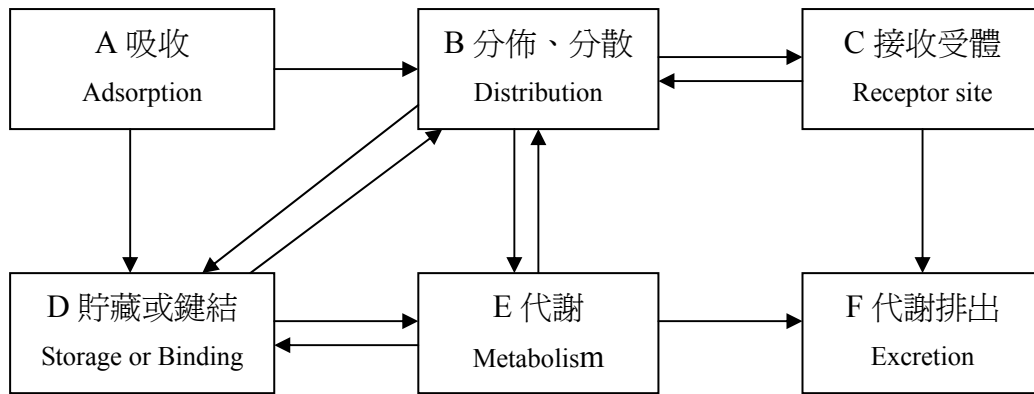 A 吸收
Adsorption
B 分佈、分散
Distribution
C 接收受體
Receptor site
D 貯藏或鍵結
Storage or Binding
E 代謝
Metabolism
F 代謝排出
Excretion